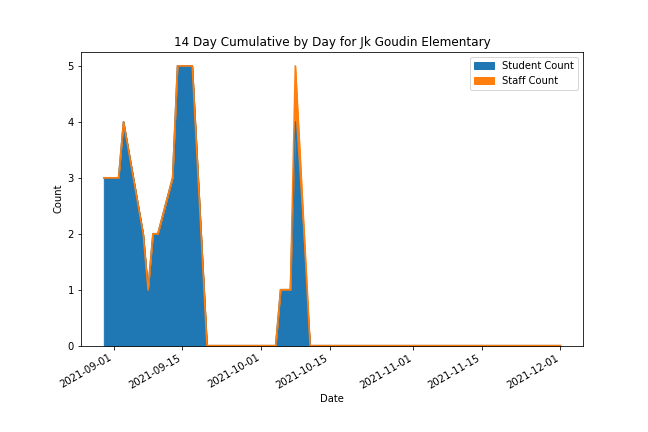 14 Day Cumulative by Day for Jk Goudin Elementary
Student Count
Staff Count
Count
5
4
3
2
1
0
2021-09-01
2021-09-15
2021-10-01
2021-10-15
2021-11-01
2021-11-15
2021-12-01
Date